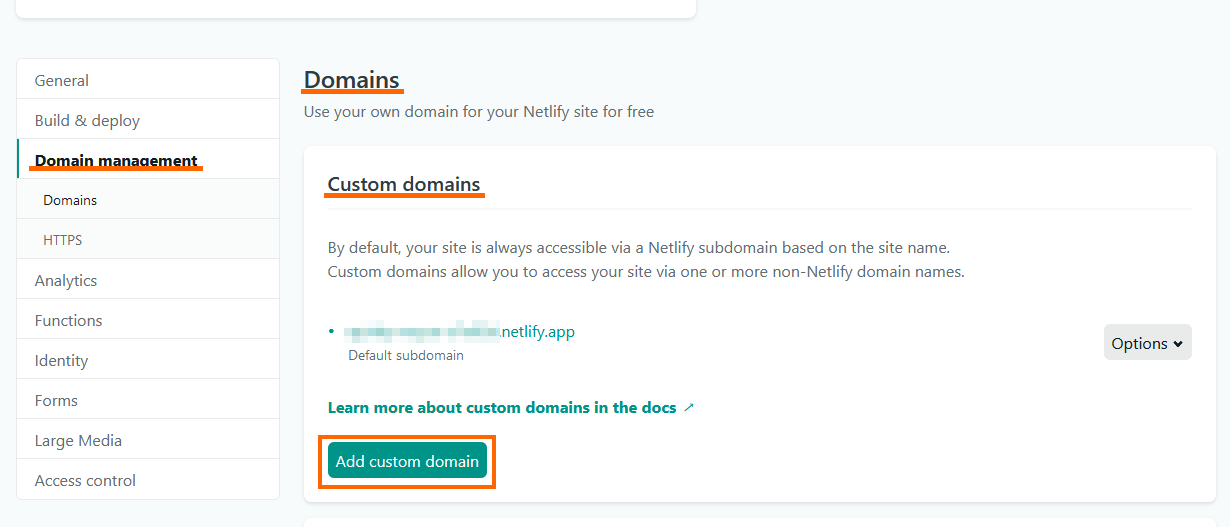 General
Build & deploy
Domain management
Domains
HTTPS
Analytics
Functions
Identity
Forms
Large Media
Access control
Domains
Use your own domain for your Netlify site for free
Custom domains
By default, your site is always accessible via a Netlify subdomain based on the site name.
Custom domains allow you to access your site via one or more non-Netlify domain names.
.netlify.app
Default subdomain
Options
Learn more about custom domains in the docs ↗
Add custom domain